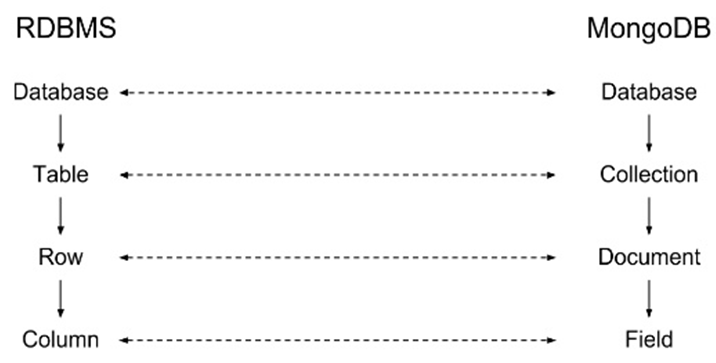 RDBMS MongoDB
Database Database
Table Collection
Row Document
Column Field